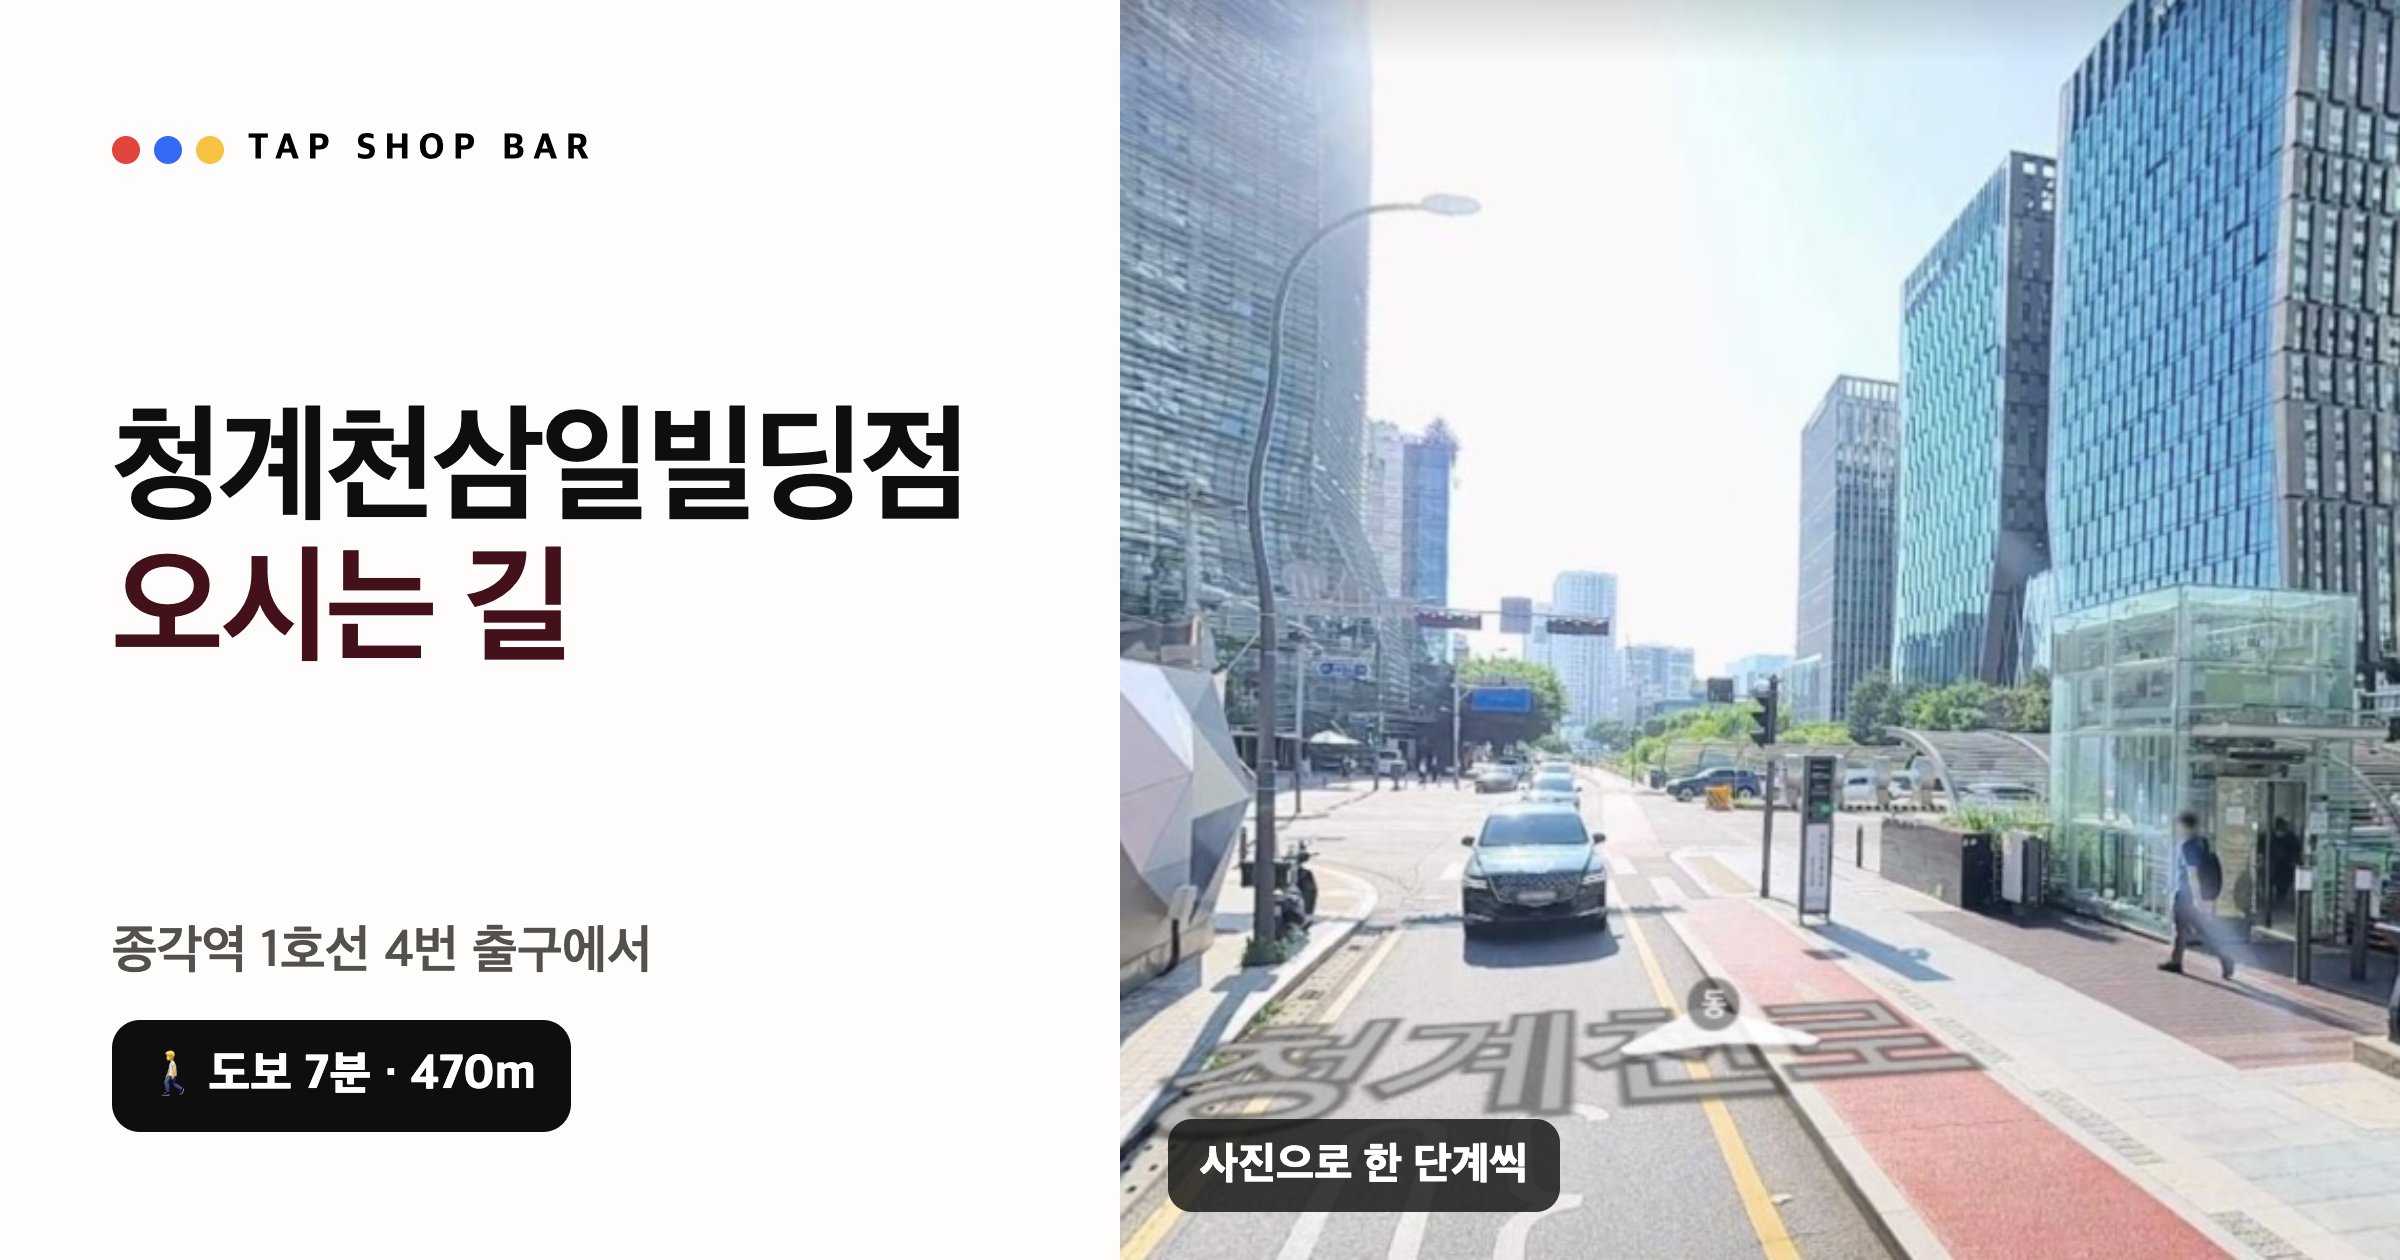 TAP SHOP BAR
청계천삼일빌딩점
오시는 길
종각역 1호선 4번 출구에서
도보 7분 · 470m
동
청계천로
사진으로 한 단계씩